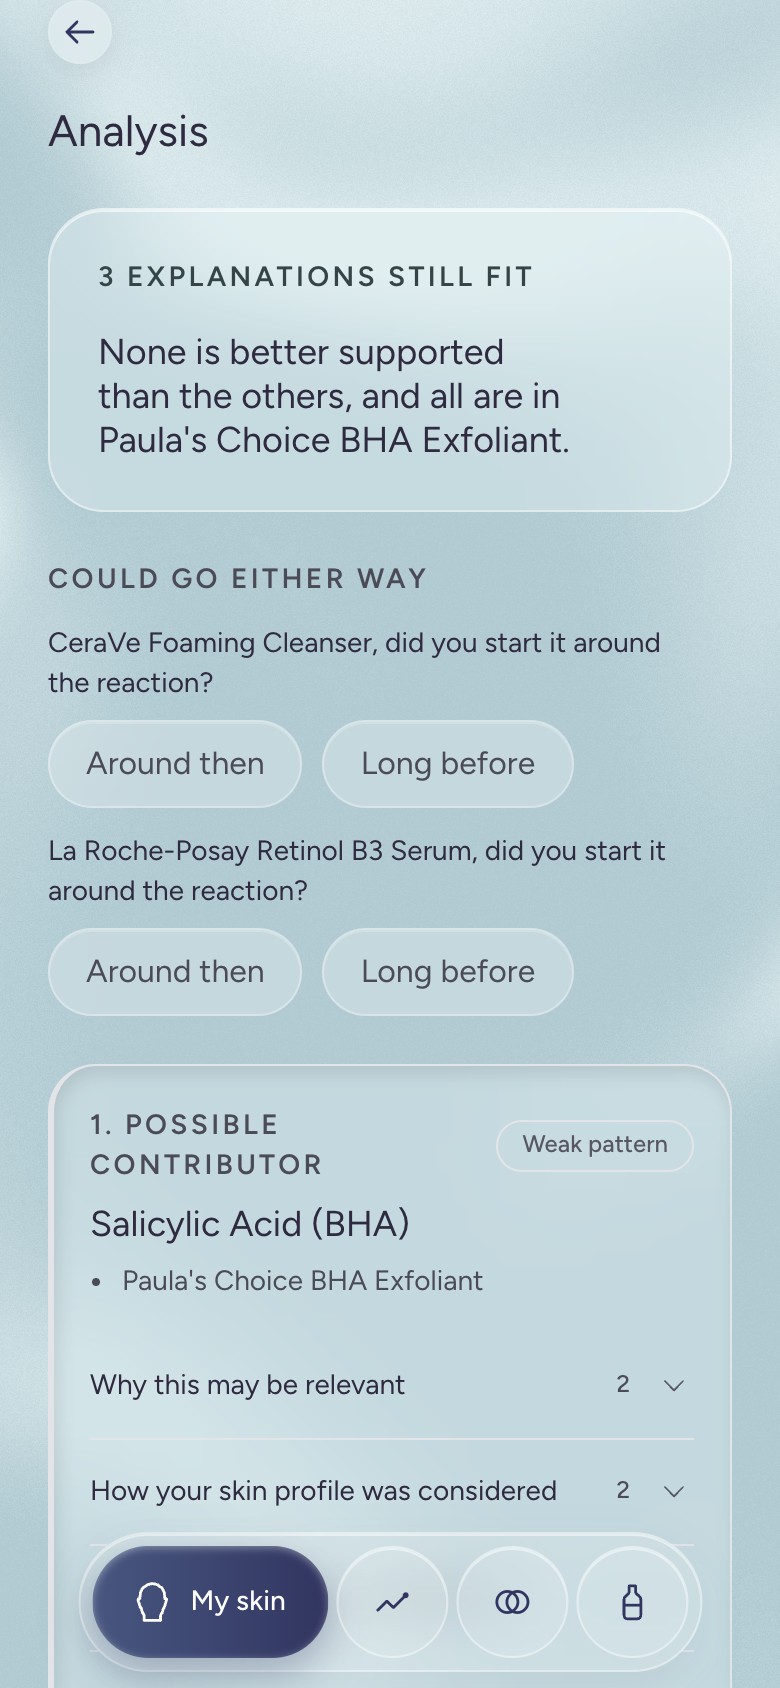 Analysis
3 EXPLANATIONS STILL FIT
None is better supported
than the others, and all are in
Paula's Choice BHA Exfoliant.
COULD GO EITHER WAY
CeraVe Foaming Cleanser, did you start it around
the reaction?
Around then
Long before
La Roche-Posay Retinol B3 Serum, did you start it
around the reaction?
Around then
Long before
1. POSSIBLE
CONTRIBUTOR
Weak pattern
Salicylic Acid (BHA)
• Paula's Choice BHA Exfoliant
Why this may be relevant 2
How your skin profile was considered 2
My skin